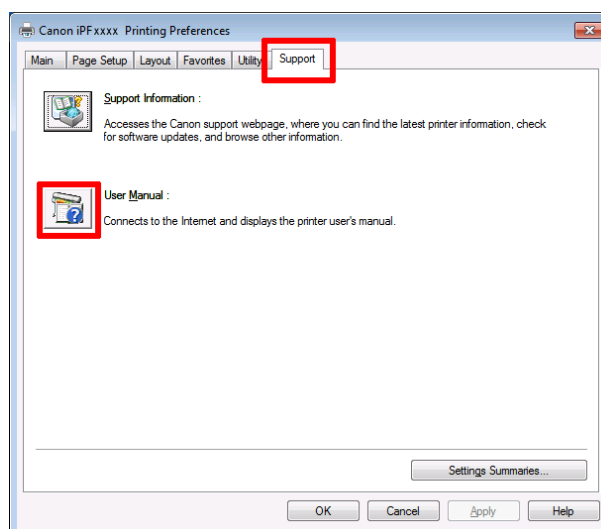 Canon iPFxxxx Printing Preferences
Main Page Setup Layout Favorites Utility Support
Support Information :
Accesses the Canon support webpage, where you can find the latest printer information, check
for software updates, and browse other information.
User Manual :
Connects to the Internet and displays the printer user's manual.
Settings Summaries...
OK Cancel Apply Help